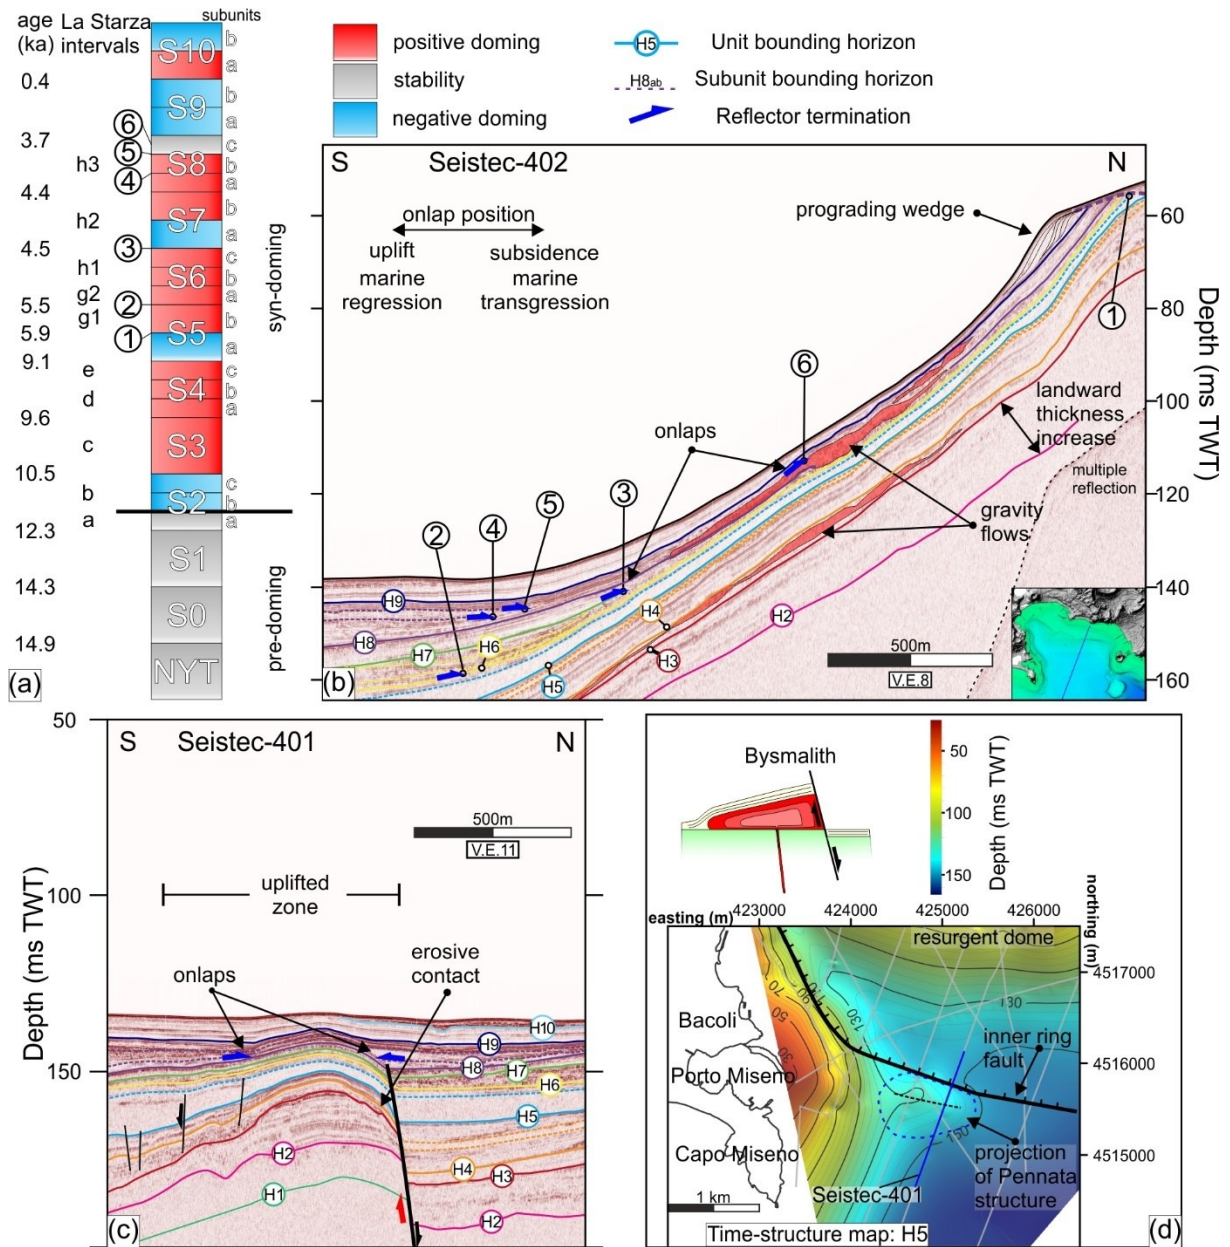 age
(ka)
La Starza
intervals
subunits
S10
b
a
0.4
S9
b
a
3.7
6
5
4
h3
S8
c
b
a
4.4
h2
S7
b
a
4.5
3
h1
g2
S6
c
b
a
5.5
2
g1
S5
b
a
5.9
1
9.1
e
d
S4
c
b
a
9.6
c
S3
10.5
b
S2
c
b
a
a
12.3
S1
14.3
S0
14.9
NYT
syn-doming
pre-doming
(a)
positive doming
stability
negative doming
H5
Unit bounding horizon
H8ab
Subunit bounding horizon
Reflector termination
S
Seistec-402
N
onlap position
uplift
marine
regression
subsidence
marine
transgression
prograding wedge
1
6
onlaps
landward
thickness
increase
multiple
reflection
gravity
flows
2
4
5
3
H9
H8
H7
H6
H5
H4
H3
H2
500m
V.E.8
60
80
100
120
140
160
Depth (ms TWT)
(b)
50
100
150
Depth (ms TWT)
S
Seistec-401
N
500m
V.E.11
uplifted
zone
onlaps
erosive
contact
H10
H9
H8
H7
H6
H5
H4
H3
H2
H2
H1
(c)
Bysmalith
50
100
150
Depth (ms TWT)
easting (m)
423000
424000
425000
426000
northing (m)
4517000
4516000
4515000
resurgent dome
50
70
90
130
130
50
30
150
Bacoli
Porto Miseno
Capo Miseno
inner ring
fault
projection
of Pennata
structure
Seistec-401
1 km
Time-structure map: H5
(d)